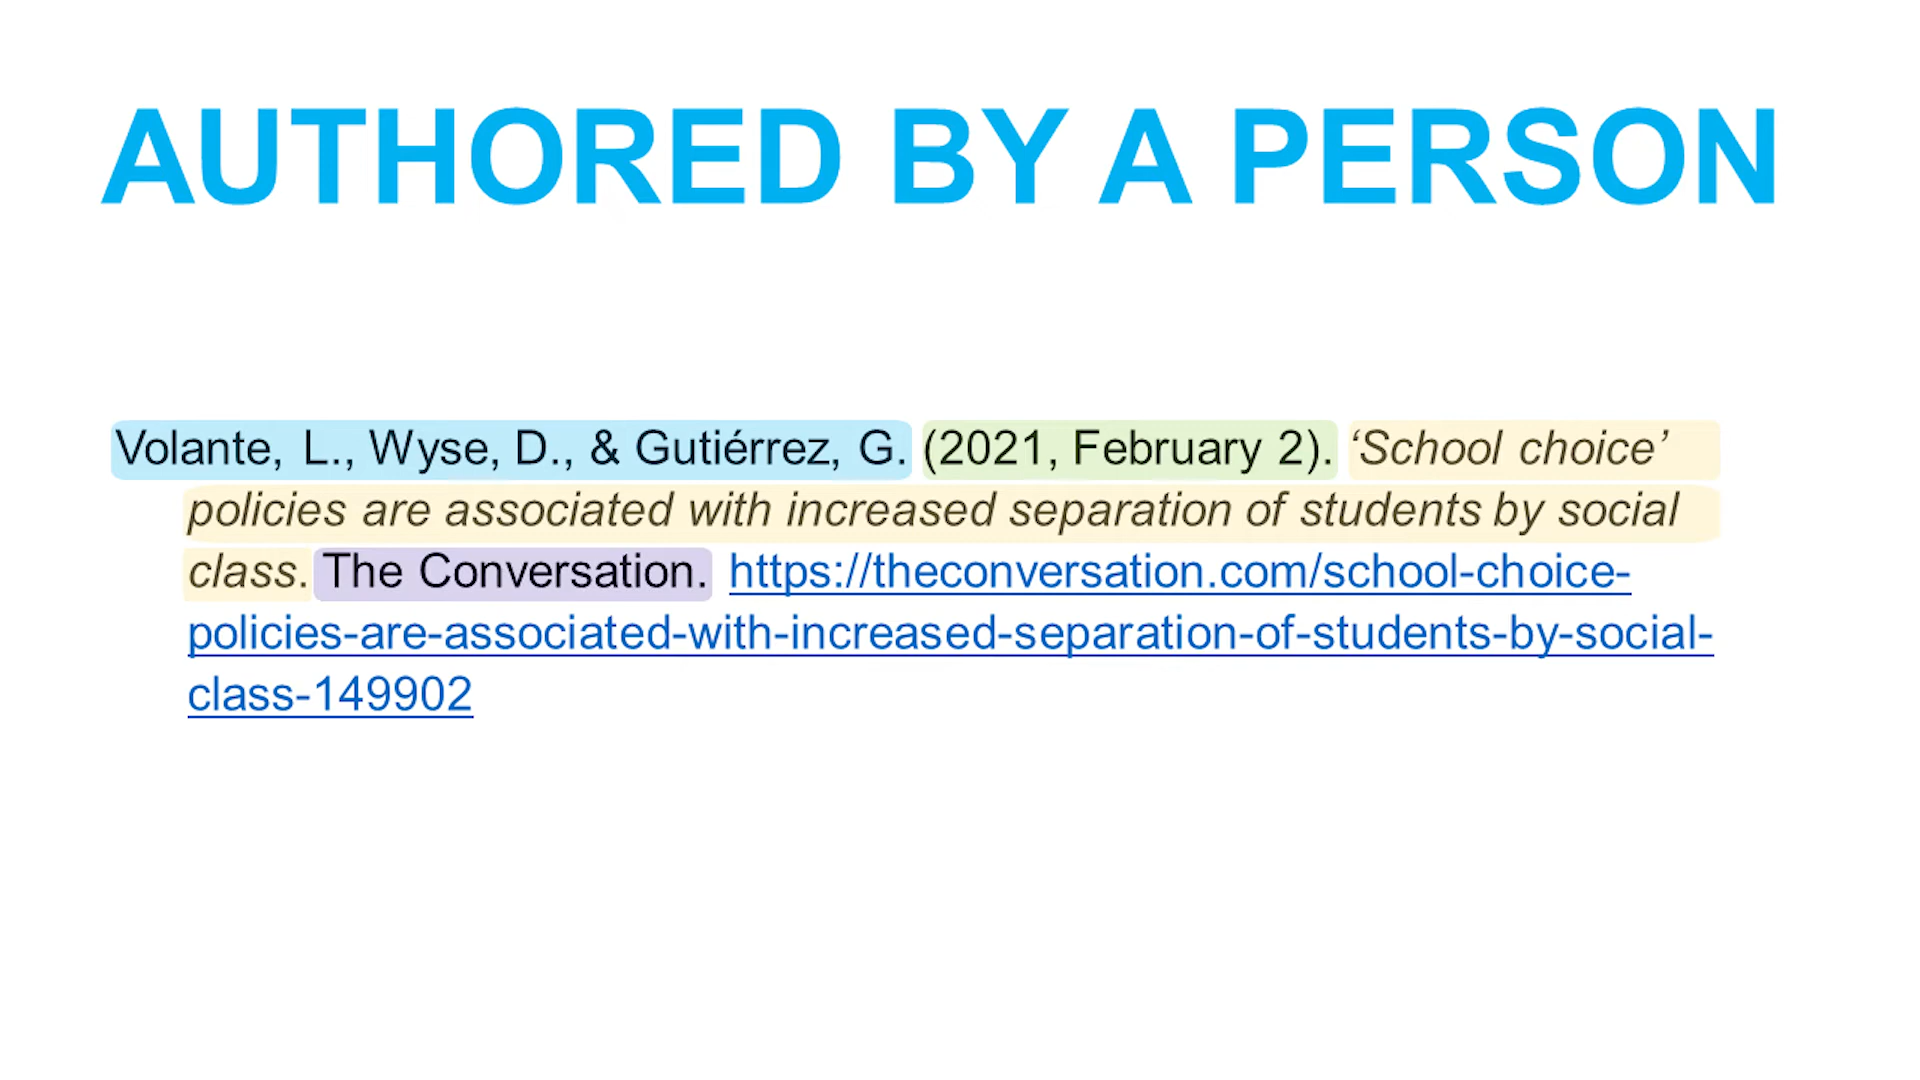 AUTHORED BY A PERSON
Volante, L., Wyse, D., & Gutiérrez, G. (2021, February 2). ‘School choice’
policies are associated with increased separation of students by social
class. The Conversation. https://theconversation.com/school-choice-
policies-are-associated-with-increased-separation-of-students-by-social-
class-149902